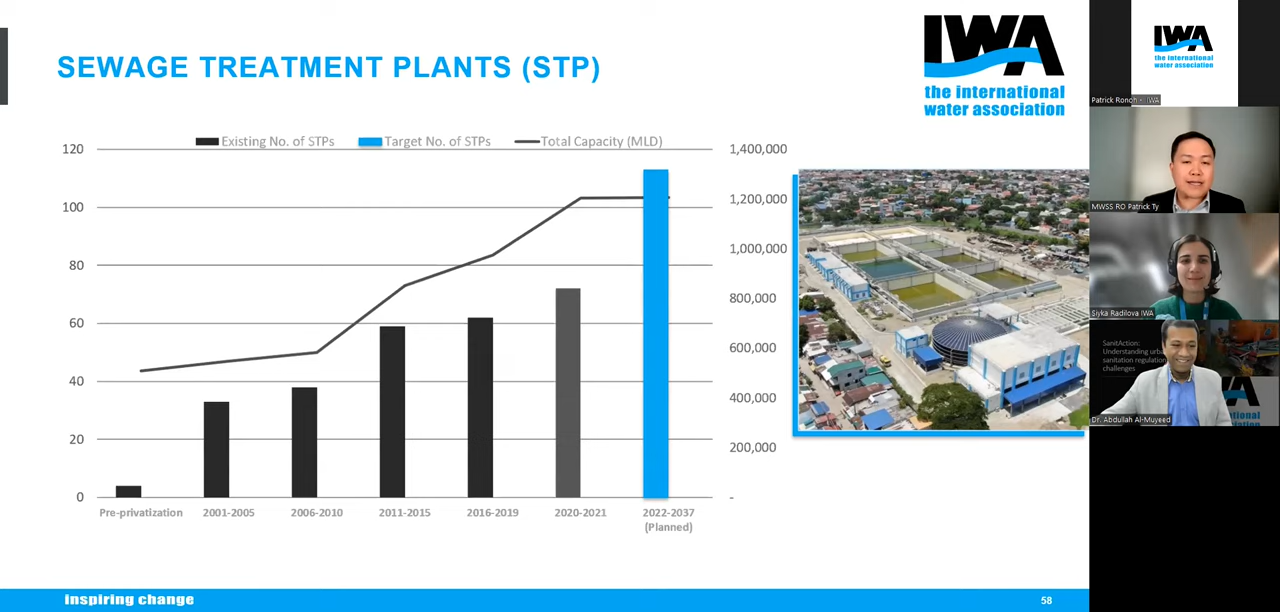 SEWAGE TREATMENT PLANTS (STP)
IWA
the international
water association
Existing No. of STPs
Target No. of STPs
Total Capacity (MLD)
120
100
80
60
40
20
0
1,400,000
1,200,000
1,000,000
800,000
600,000
400,000
200,000
-
Pre-privatization
2001-2005
2006-2010
2011-2015
2016-2019
2020-2021
2022-2037
(Planned)
inspiring change
58
IWA
the international
water association
Patrick Ronoh - IWA
MWSS RO Patrick Ty
Siyka Radilova IWA
SanitAction:
Understanding urb
sanitation regulation
challenges
international
Dr. Abdullah Al-Muyeed